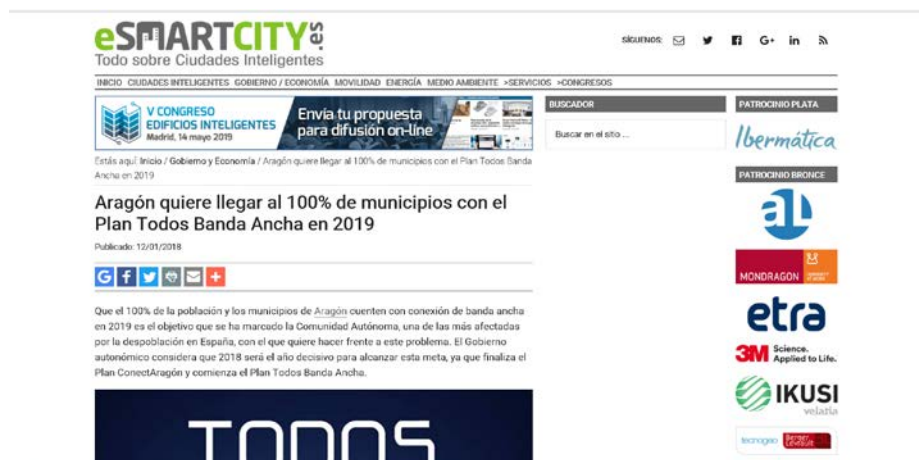 eSMARTCITY.es
Todo sobre Ciudades Inteligentes
SÍGUENOS:
INICIO CIUDADES INTELIGENTES GOBIERNO / ECONOMÍA MOVILIDAD ENERGÍA MEDIO AMBIENTE »SERVICIOS »CONGRESOS
V CONGRESO
EDIFICIOS INTELIGENTES
Madrid, 14 mayo 2019
Envía tu propuesta
para difusión on-line
Estás aquí: Inicio / Gobierno y Economía / Aragón quiere llegar al 100% de municipios con el Plan Todos Banda
Ancha en 2019
Aragón quiere llegar al 100% de municipios con el
Plan Todos Banda Ancha en 2019
Publicado: 12/01/2018
Que el 100% de la población y los municipios de Aragón cuenten con conexión de banda ancha
en 2019 es el objetivo que se ha marcado la Comunidad Autónoma, una de las más afectadas
por la despoblación en España, con el que quiere hacer frente a este problema. El Gobierno
autonómico considera que 2018 será el año decisivo para alcanzar esta meta, ya que finaliza el
Plan ConectAragón y comienza el Plan Todos Banda Ancha.
TODOS
BUSCADOR
Buscar en el sitio ...
PATROCINIO PLATA
Ibermática
PATROCINIO BRONCE
MONDRAGON
etra
3M Science.
Applied to Life.
IKUSI
velatia
tecnogeo Berger
Levrault